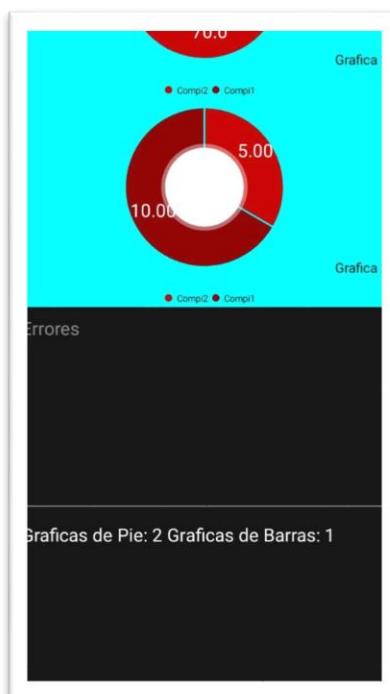 70.0
Grafica
Compi2 Compi1
5.00
10.00
Grafica
Compi2 Compi1
Errores
Graficas de Pie: 2 Graficas de Barras: 1